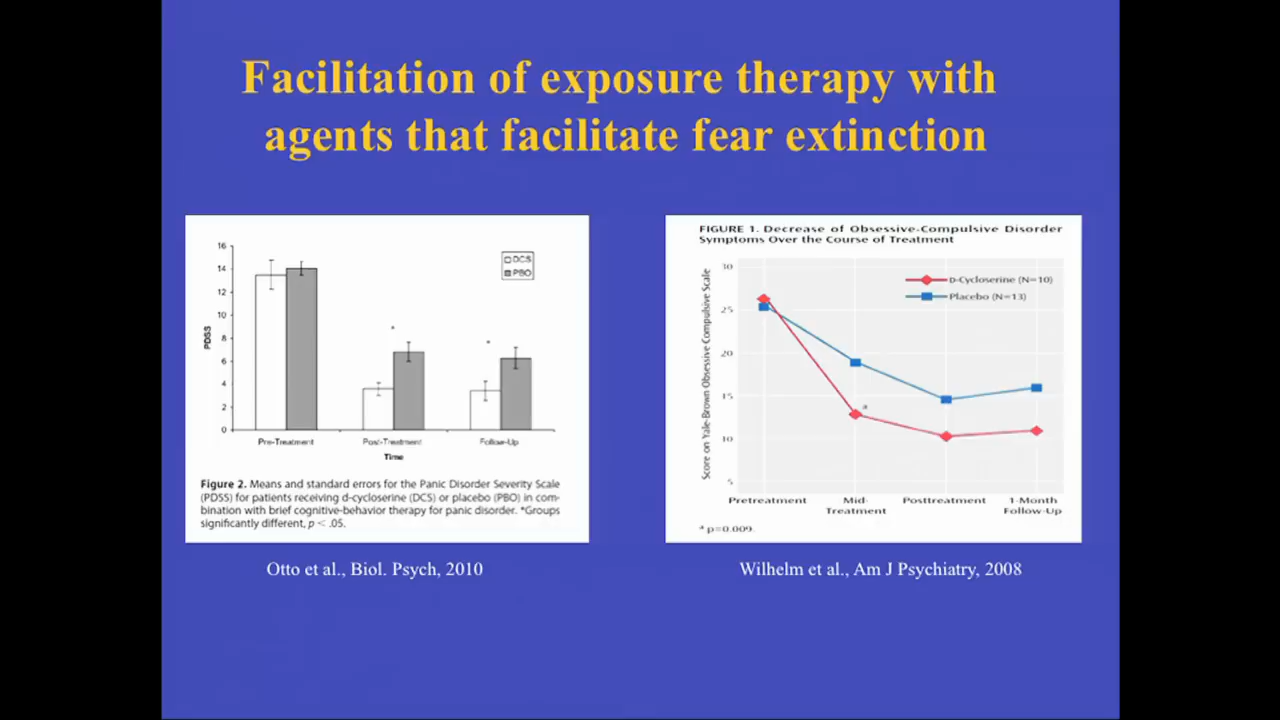 Facilitation of exposure therapy with
agents that facilitate fear extinction
16
14
12
10
8
6
4
2
0
PDSS
DCS
PBO
*
*
Pre-Treatment
Post-Treatment
Follow-Up
Time
Figure 2. Means and standard errors for the Panic Disorder Severity Scale
(PDSS) for patients receiving d-cycloserine (DCS) or placebo (PBO) in com-
bination with brief cognitive-behavior therapy for panic disorder. *Groups
significantly different, p < .05.
Otto et al., Biol. Psych, 2010
FIGURE 1. Decrease of Obsessive-Compulsive Disorder
Symptoms Over the Course of Treatment
Score on Yale-Brown Obsessive Compulsive Scale
30
25
20
15
10
5
D-Cycloserine (N=10)
Placebo (N=13)
*
Pretreatment
Mid-
Treatment
Posttreatment
1-Month
Follow-Up
* p=0.009.
Wilhelm et al., Am J Psychiatry, 2008